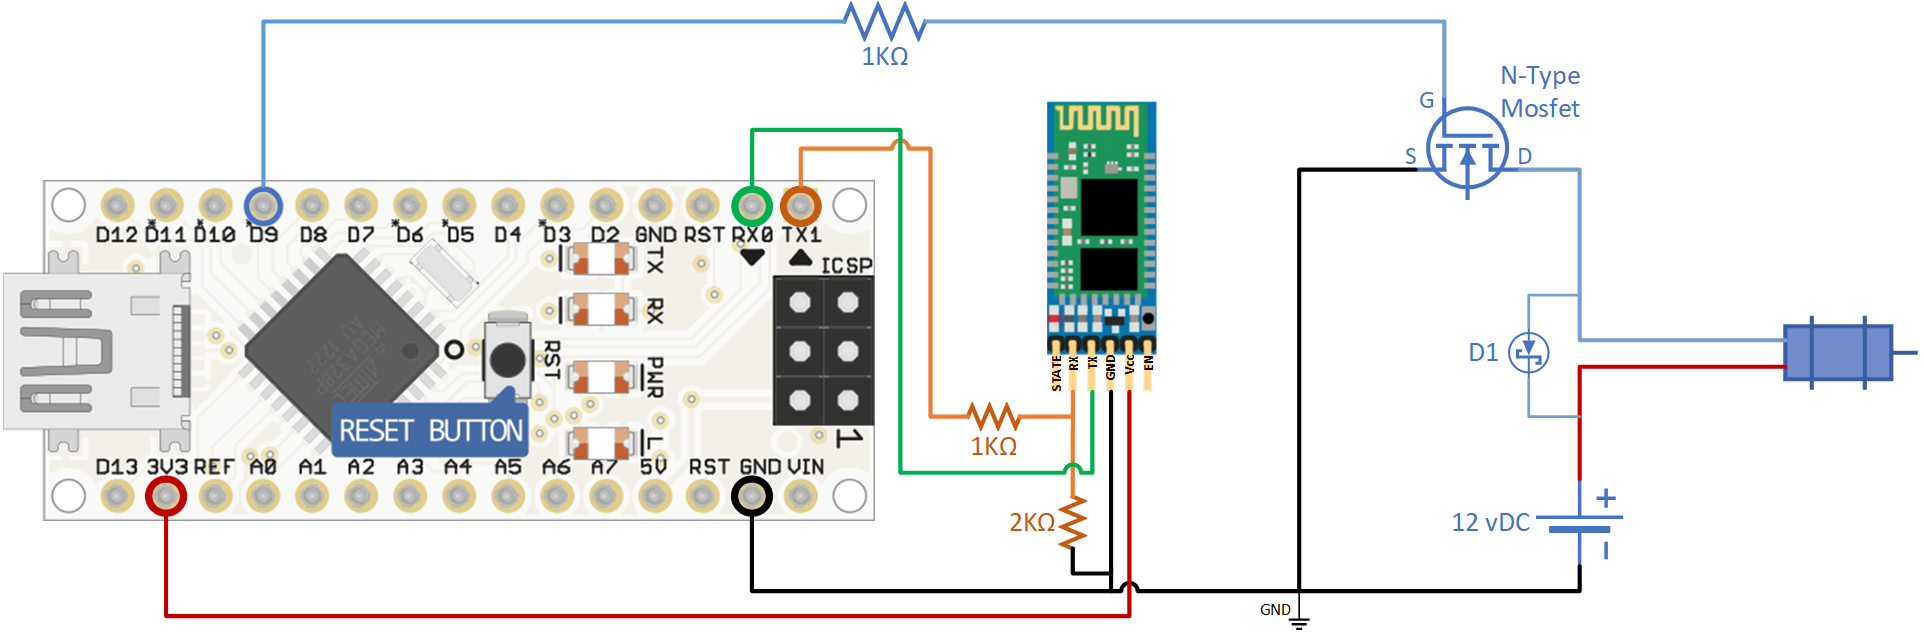 1KΩ
N-Type
Mosfet
G
S
D
D12 *D11 *D10 *D9 D8 D7 *D6 *D5 D4 *D3 D2 GND RST RX0 TX1
ICSP
TX
RX
RST
PWR
L
1
RESET BUTTON
D13 3V3 REF A0 A1 A2 A3 A4 A5 A6 A7 5V RST GND VIN
STATE
RX
TX
GND
Vcc
EN
1KΩ
2KΩ
D1
12 vDC
+
-
GND